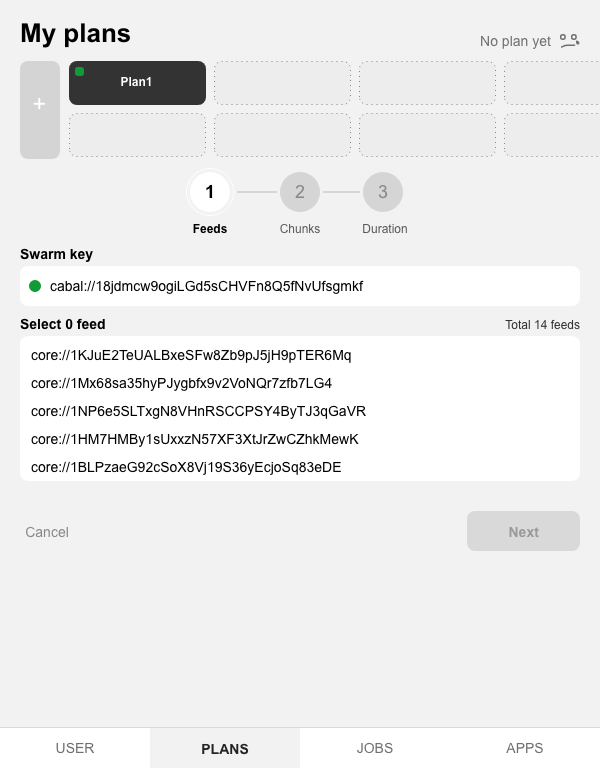 My plans
No plan yet
+
Plan1
1
2
3
Feeds
Chunks
Duration
Swarm key
cabal://18jdmcw9ogiLGd5sCHVFn8Q5fNvUfsgmkf
Select 0 feed
Total 14 feeds
core://1KJuE2TeUALBxeSFw8Zb9pJ5jH9pTER6Mq
core://1Mx68sa35hyPJygbfx9v2VoNQr7zfb7LG4
core://1NP6e5SLTxgN8VHnRSCCPSY4ByTJ3qGaVR
core://1HM7HMBy1sUxxzN57XF3XtJrZwCZhkMewK
core://1BLPzaeG92cSoX8Vj19S36yEcjoSq83eDE
Cancel
Next
USER
PLANS
JOBS
APPS